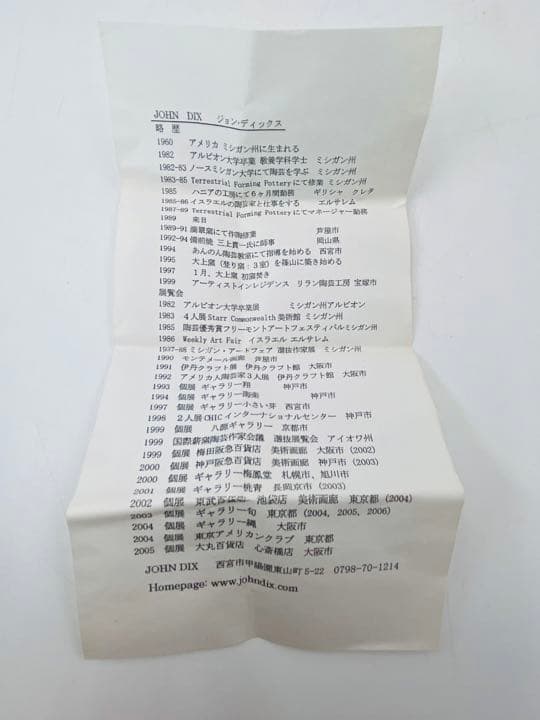 JOHN DIX ジョン・ディックス
略 歴
1960 アメリカ ミシガン州に生まれる
1982 アルビオン大学卒業 教養学科学士 ミシガン州
1982-83 ノースミシガン大学にて陶芸を学ぶ ミシガン州
1983-85 Terrestrial Forming Potteryにて修業 ミシガン州
1985 ハニアの工房にて6ヶ月間勤務 ギリシャ クレタ
1985-86 イスラエルの陶芸家と仕事をする エルサレム
1987-89 Terrestrial Forming Potteryにてマネージャー勤務
1989 来日
1989-91 窯にて作陶修業 芦屋市
1992-94 備前焼 三上貫一氏に師事 岡山県
1994 あんのん陶芸教室にて指導を始める 西宮市
1995 大上窯(登り窯:3室)を篠山に築き始める
1997 1月、大上窯 初窯焚き
1999 アーティストインレジデンス リラン陶芸工房 宝塚市
展覧会
1982 アルビオン大学卒業展 ミシガン州アルビオン
1983 4人展Starr Commonwealth 美術館 ミシガン州
1985 陶芸優秀賞フリーモントアートフェスティバルミシガン州
1986 Weekly Art Fair イスラエル エルサレム
1987-88 ミシガン・アートフェア 選抜作家展 ミシガン州
1990 モンテメール画廊 芦屋市
1991 伊丹クラフト展 伊丹クラフト館 大阪市
1992 アメリカ人陶芸家3人展 伊丹クラフト館 大阪市
1993 個展 ギャラリー翔 神戸市
1994 個展 ギャラリー陶楽 神戸市
1997 個展 ギャラリー小さい芽 西宮市
1998 2人展CHICインターナショナルセンター 神戸市
1999 個展 八源ギャラリー 京都市
1999 国際薪窯陶芸作家会議 選抜展覧会 アイオワ州
1999 個展 梅田阪急百貨店 美術画廊 大阪市(2002)
2000 個展 神戸阪急百貨店 美術画廊 神戸市(2003)
2000 個展 ギャラリー梅鳳堂 札幌市、旭川市
2001 個展 ギャラリー桃青 長岡京市(2003)
2002 個展 東武百貨店 池袋店 美術画廊 東京都(2004)
2003 個展 ギャラリー旬 東京都(2004, 2005, 2006)
2004 個展 ギャラリー縄 大阪市
2004 個展 東京アメリカンクラブ 東京都
2005 個展 大丸百貨店 心斎橋店 大阪市
JOHN DIX 西宮市甲陽園東山町5-22 0798-70-1214
Homepage: www.johndix.com